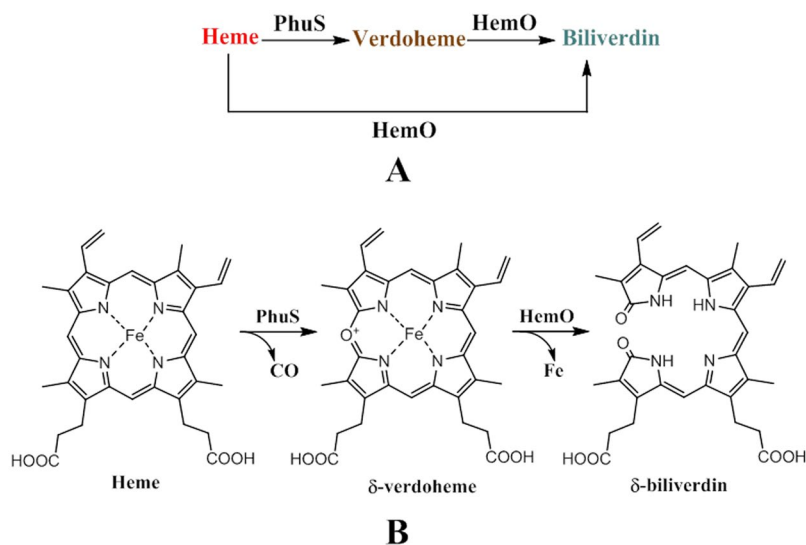 PhuS HemO
Heme Verdoheme Biliverdin
HemO
A
N N NH HN
Fe PhuS Fe HemO O
O+ O
N N CO N N Fe NH N
HOOC COOH HOOC COOH HOOC COOH
Heme δ-verdoheme δ-biliverdin
B